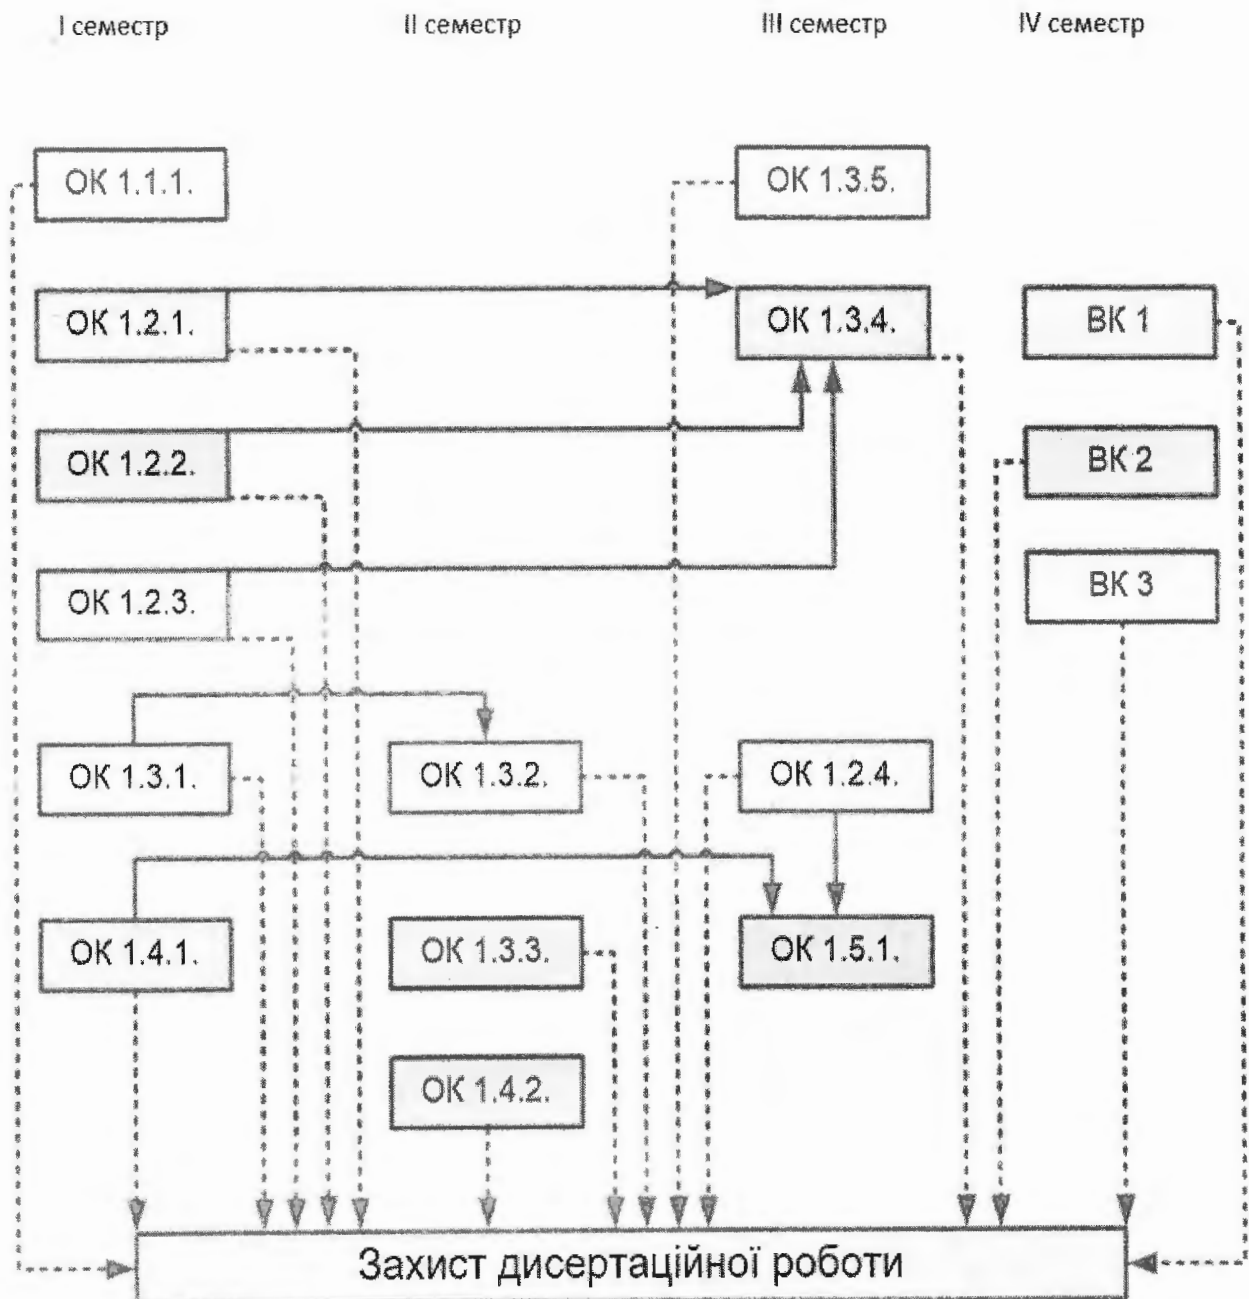 I семестр II семестр III семестр IV семестр
ОК 1.1.1. ОК 1.3.5.
ОК 1.2.1. ОК 1.3.4. ВК 1
ОК 1.2.2. ВК 2
ОК 1.2.3. ВК 3
ОК 1.3.1. ОК 1.3.2. ОК 1.2.4.
ОК 1.4.1. ОК 1.3.3. ОК 1.5.1.
ОК 1.4.2.
Захист дисертаційної роботи